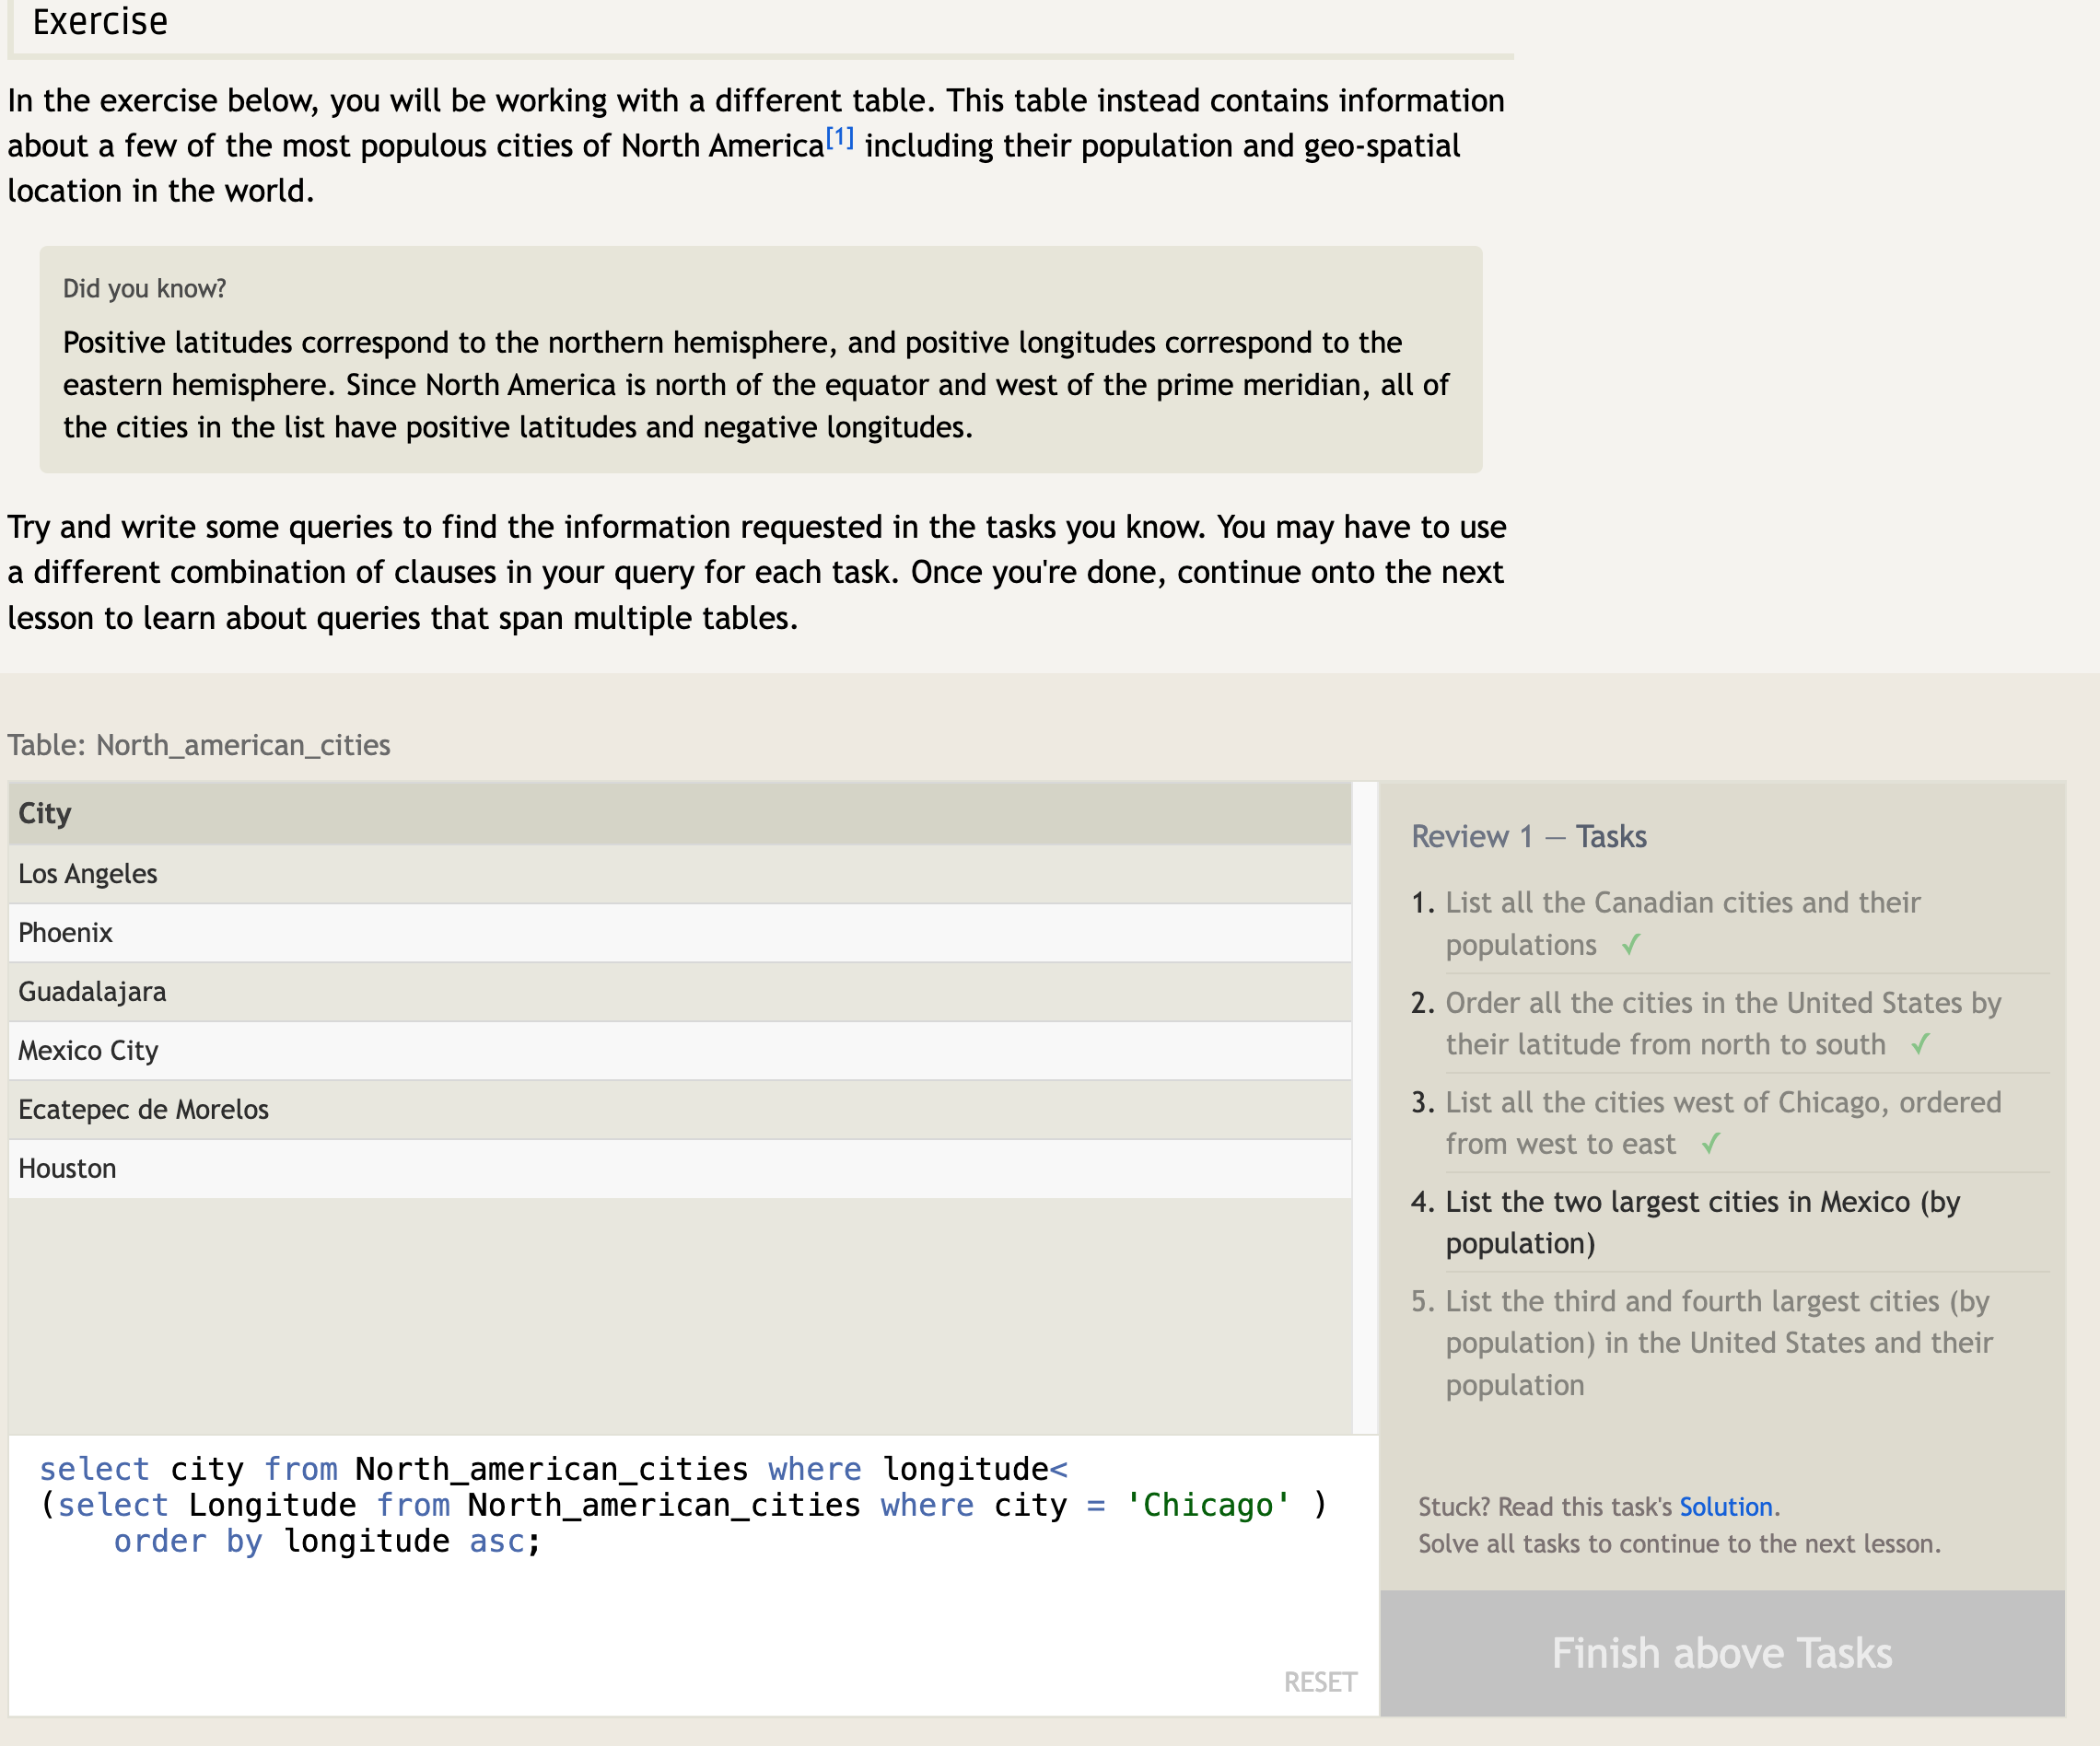 Exercise
In the exercise below, you will be working with a different table. This table instead contains information
about a few of the most populous cities of North America[1] including their population and geo-spatial
location in the world.
Did you know?
Positive latitudes correspond to the northern hemisphere, and positive longitudes correspond to the
eastern hemisphere. Since North America is north of the equator and west of the prime meridian, all of
the cities in the list have positive latitudes and negative longitudes.
Try and write some queries to find the information requested in the tasks you know. You may have to use
a different combination of clauses in your query for each task. Once you're done, continue onto the next
lesson to learn about queries that span multiple tables.
Table: North_american_cities
City
Los Angeles
Phoenix
Guadalajara
Mexico City
Ecatepec de Morelos
Houston
select city from North_american_cities where longitude<
(select Longitude from North_american_cities where city = 'Chicago' )
order by longitude asc;
RESET
Review 1 — Tasks
1. List all the Canadian cities and their
populations ✓
2. Order all the cities in the United States by
their latitude from north to south ✓
3. List all the cities west of Chicago, ordered
from west to east ✓
4. List the two largest cities in Mexico (by
population)
5. List the third and fourth largest cities (by
population) in the United States and their
population
Stuck? Read this task's Solution.
Solve all tasks to continue to the next lesson.
Finish above Tasks